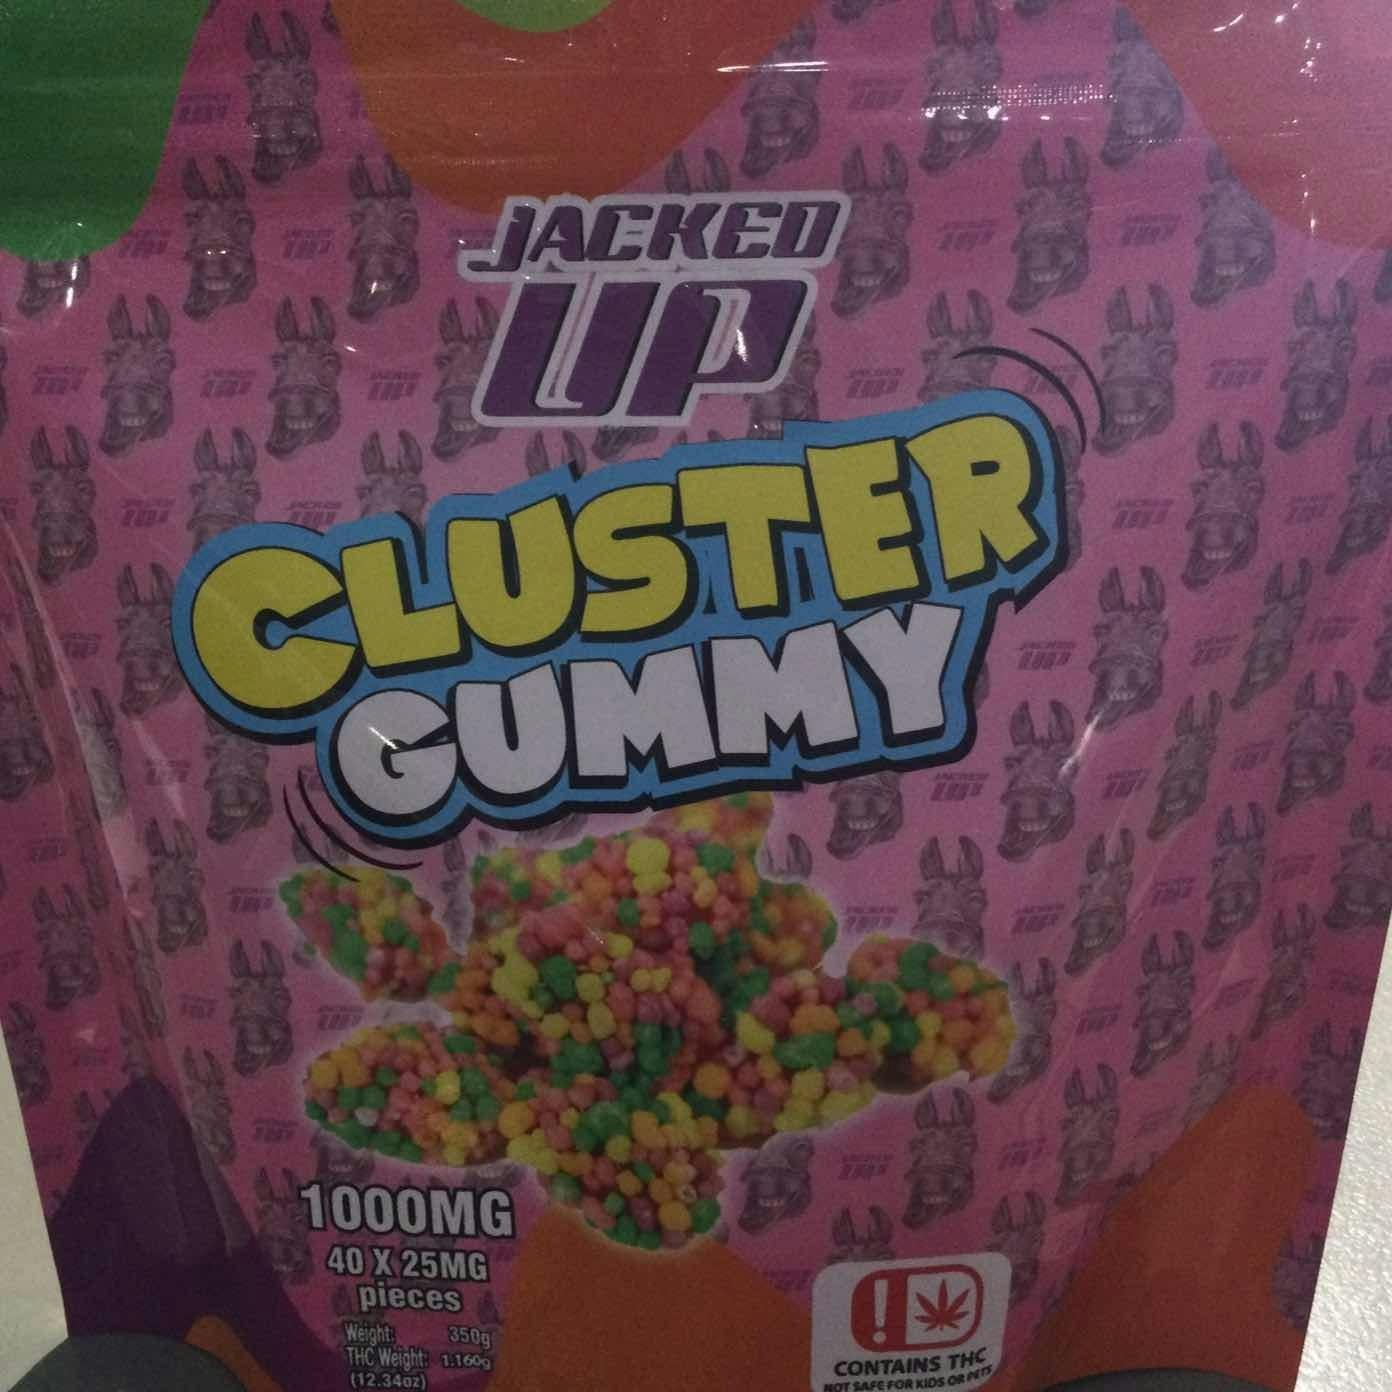 JACKED
UP
CLUSTER
GUMMY
1000MG
40 X 25MG
pieces
Weight: 350g
THC Weight: 1.160g
(12.34oz)
CONTAINS THC
NOT SAFE FOR KIDS OR PETS